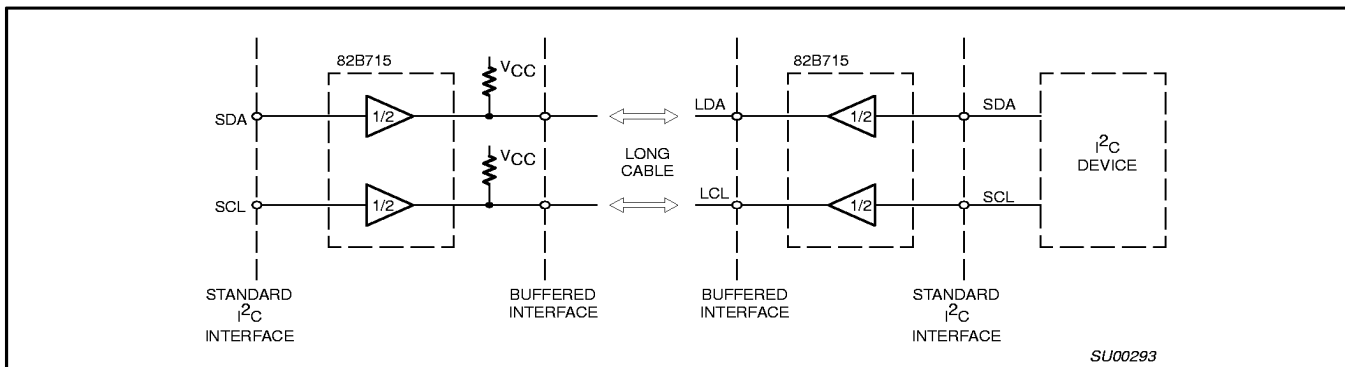 82B715
VCC
SDA
1/2
VCC
SCL
1/2
STANDARD
I2C
INTERFACE
BUFFERED
INTERFACE
LONG
CABLE
LDA
LCL
82B715
1/2
1/2
BUFFERED
INTERFACE
SDA
SCL
STANDARD
I2C
INTERFACE
I2C
DEVICE
SU00293